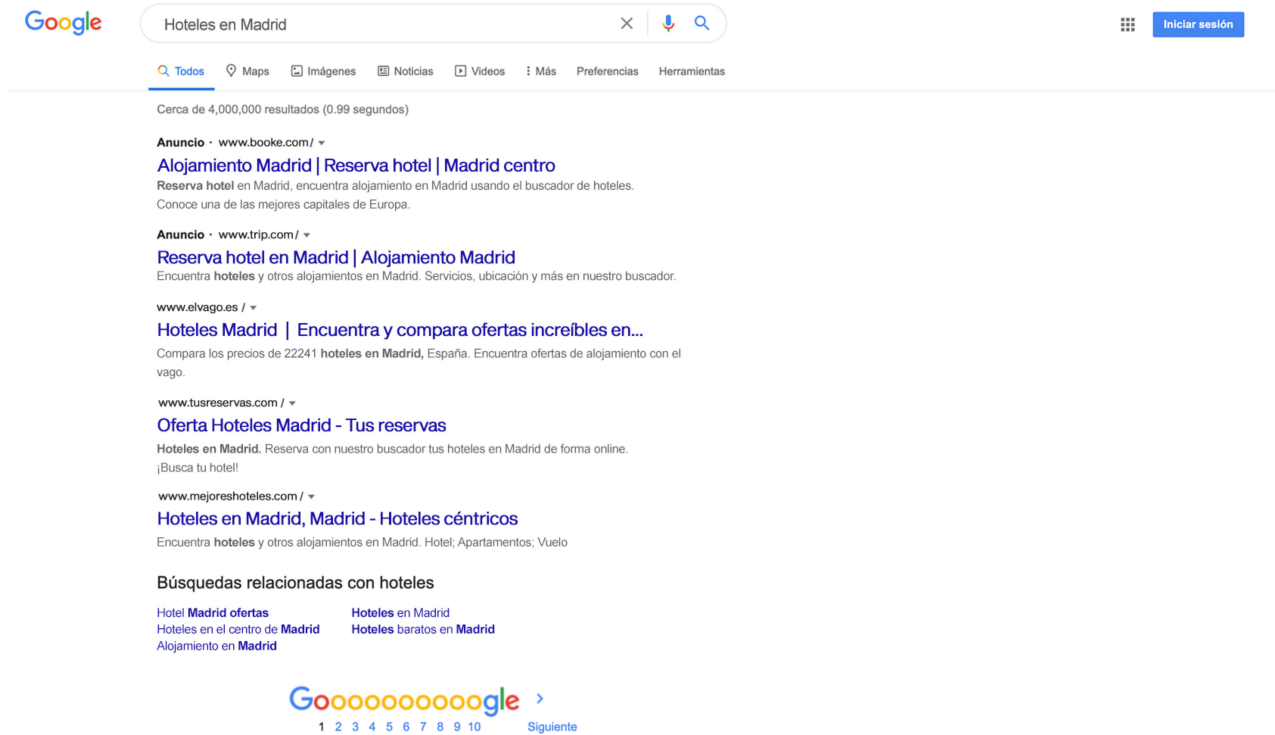 Google
Hoteles en Madrid
Iniciar sesión
Todos Maps Imágenes Noticias Videos Más Preferencias Herramientas
Cerca de 4,000,000 resultados (0.99 segundos)
Anuncio · www.booke.com/
Alojamiento Madrid | Reserva hotel | Madrid centro
Reserva hotel en Madrid, encuentra alojamiento en Madrid usando el buscador de hoteles.
Conoce una de las mejores capitales de Europa.
Anuncio · www.trip.com/
Reserva hotel en Madrid | Alojamiento Madrid
Encuentra hoteles y otros alojamientos en Madrid. Servicios, ubicación y más en nuestro buscador.
www.elvago.es /
Hoteles Madrid | Encuentra y compara ofertas increíbles en...
Compara los precios de 22241 hoteles en Madrid, España. Encuentra ofertas de alojamiento con el
vago.
www.tusreservas.com /
Oferta Hoteles Madrid - Tus reservas
Hoteles en Madrid. Reserva con nuestro buscador tus hoteles en Madrid de forma online.
¡Busca tu hotel!
www.mejoreshoteles.com /
Hoteles en Madrid, Madrid - Hoteles céntricos
Encuentra hoteles y otros alojamientos en Madrid. Hotel; Apartamentos; Vuelo
Búsquedas relacionadas con hoteles
Hotel Madrid ofertas Hoteles en Madrid
Hoteles en el centro de Madrid Hoteles baratos en Madrid
Alojamiento en Madrid
Goooooooooogle >
1 2 3 4 5 6 7 8 9 10 Siguiente